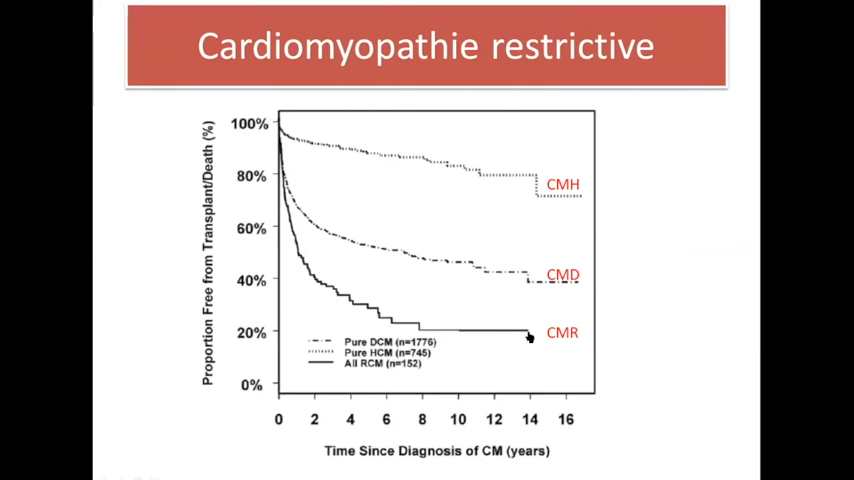 Cardiomyopathie restrictive
Proportion Free from Transplant/Death (%)
100%
80%
60%
40%
20%
0%
CMH
CMD
CMR
Pure DCM (n=1776)
Pure HCM (n=745)
All RCM (n=152)
0 2 4 6 8 10 12 14 16
Time Since Diagnosis of CM (years)